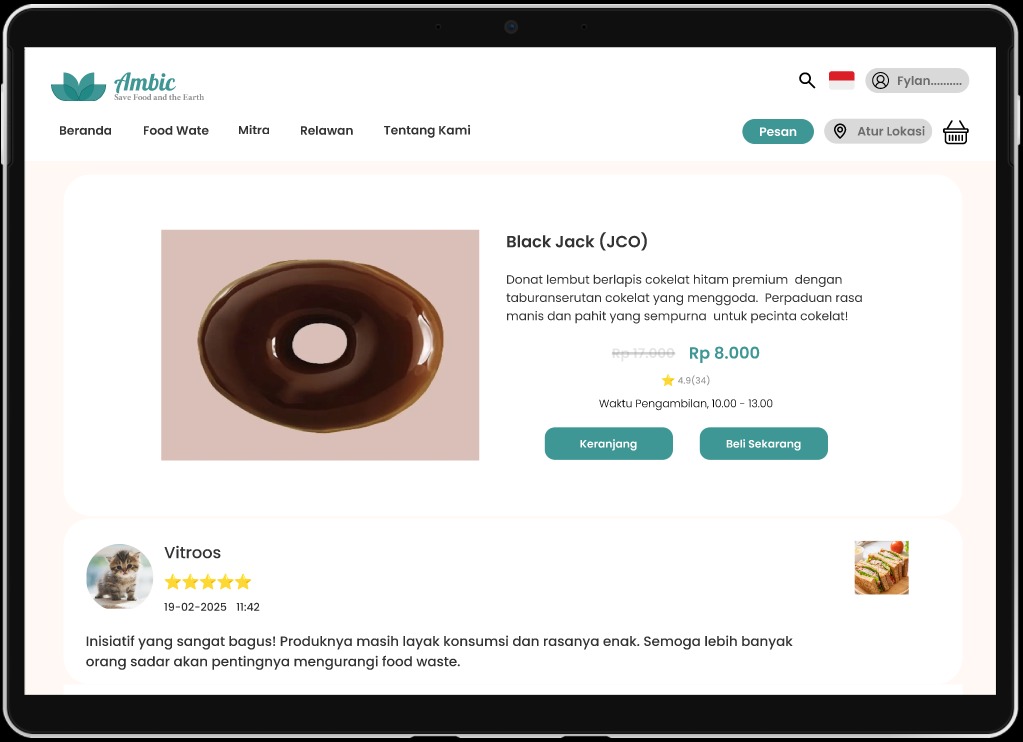 Ambic
Save Food and the Earth
Fylan..........
Beranda
Food Wate
Mitra
Relawan
Tentang Kami
Pesan
Atur Lokasi
Black Jack (JCO)
Donat lembut berlapis cokelat hitam premium dengan
taburanserutan cokelat yang menggoda. Perpaduan rasa
manis dan pahit yang sempurna untuk pecinta cokelat!
Rp 17.000 Rp 8.000
4.9(34)
Waktu Pengambilan, 10.00 - 13.00
Keranjang
Beli Sekarang
Vitroos
19-02-2025 11:42
Inisiatif yang sangat bagus! Produknya masih layak konsumsi dan rasanya enak. Semoga lebih banyak
orang sadar akan pentingnya mengurangi food waste.